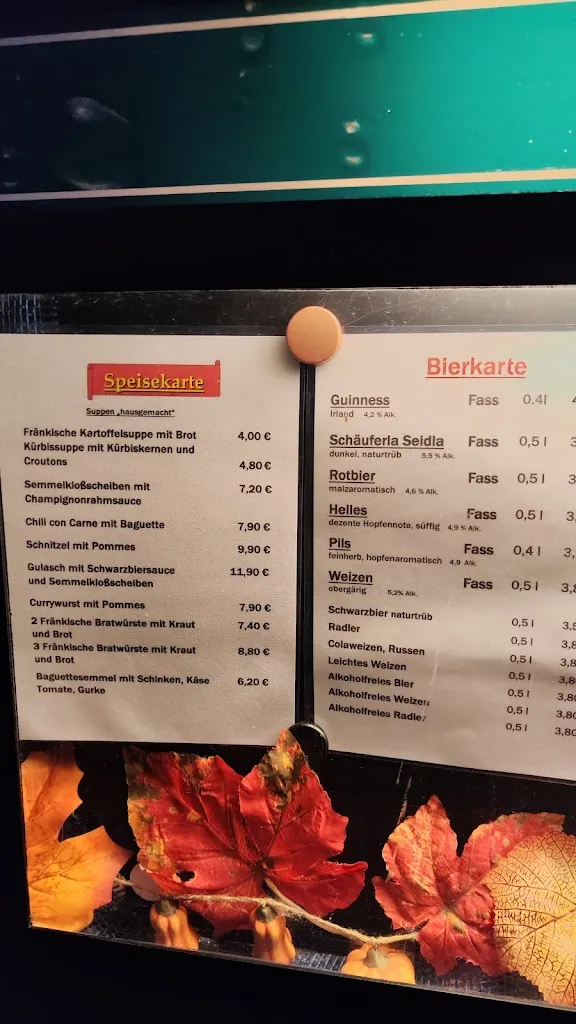 Speisekarte
Suppen „hausgemacht"
Fränkische Kartoffelsuppe mit Brot 4,00 €
Kürbissuppe mit Kürbiskernen und
Croutons 4,80 €
Semmelkloßscheiben mit 7,20 €
Champignonrahmsauce
Chili con Carne mit Baguette 7,90 €
Schnitzel mit Pommes 9,90 €
Gulasch mit Schwarzbiersauce 11,90 €
und Semmelkloßscheiben
Currywurst mit Pommes 7,90 €
2 Fränkische Bratwürste mit Kraut 7,40 €
und Brot
3 Fränkische Bratwürste mit Kraut 8,80 €
und Brot
Baguettesemmel mit Schinken, Käse 6,20 €
Tomate, Gurke
Bierkarte
Guinness Fass 0.4l
Irland 4,2 % Alk.
Schäuferla Seidla Fass 0,5 l
dunkel, naturtrüb 5,5 % Alk.
Rotbier Fass 0,5 l
malzaromatisch 4,6 % Alk.
Helles Fass 0,5 l
dezente Hopfennote, süffig 4,9 % Alk.
Pils Fass 0,4 l
feinherb, hopfenaromatisch 4,9 Alk.
Weizen Fass 0,5 l
obergärig 5,2% Alk.
Schwarzbier naturtrüb 0,5 l
Radler 0,5 l
Colaweizen, Russen 0,5 l
Leichtes Weizen 0,5 l
Alkoholfreies Bier 0,5 l
Alkoholfreies Weizen 0,5 l
Alkoholfreies Radler 0,5 l